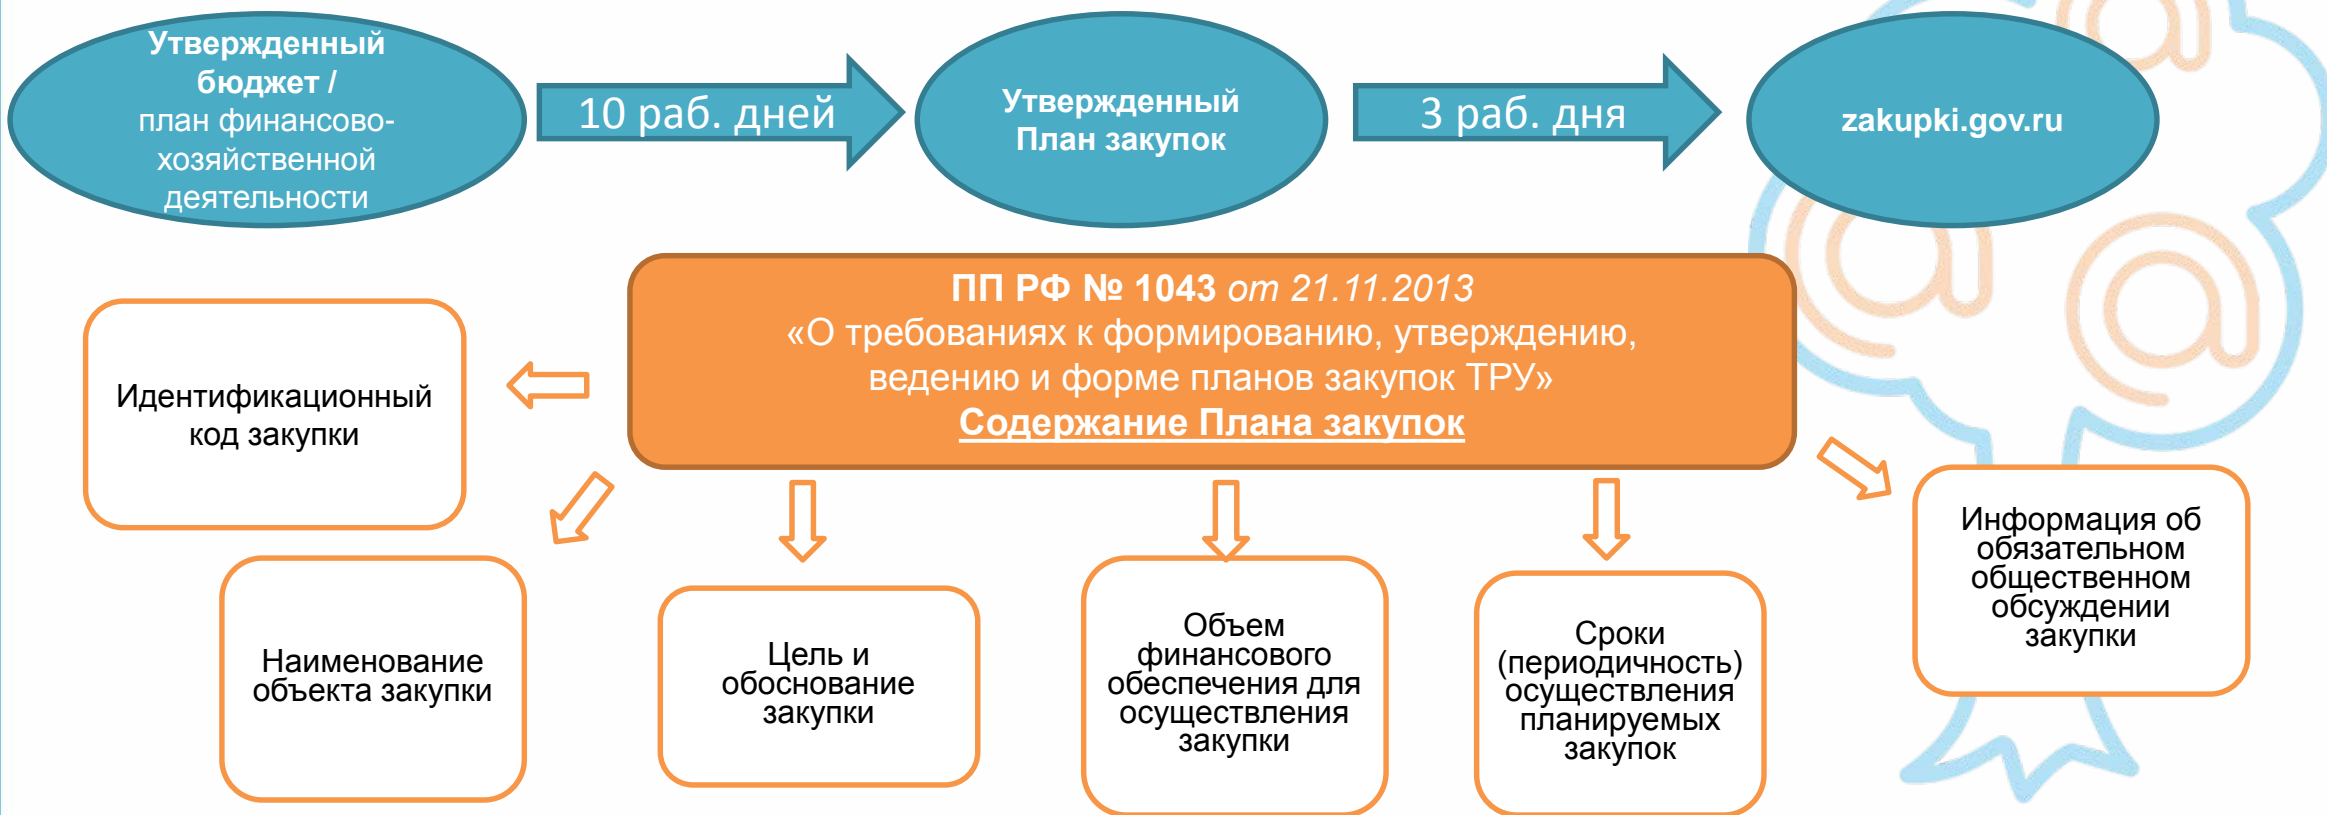 Утвержденный
бюджет /
план финансово-
хозяйственной
деятельности
10 раб. дней
Утвержденный
План закупок
3 раб. дня
zakupki.gov.ru
ПП РФ № 1043 от 21.11.2013
«О требованиях к формированию, утверждению,
ведению и форме планов закупок ТРУ»
Содержание Плана закупок
Идентификационный
код закупки
Наименование
объекта закупки
Цель и
обоснование
закупки
Объем
финансового
обеспечения для
осуществления
закупки
Сроки
(периодичность)
осуществления
планируемых
закупок
Информация об
обязательном
общественном
обсуждении
закупки